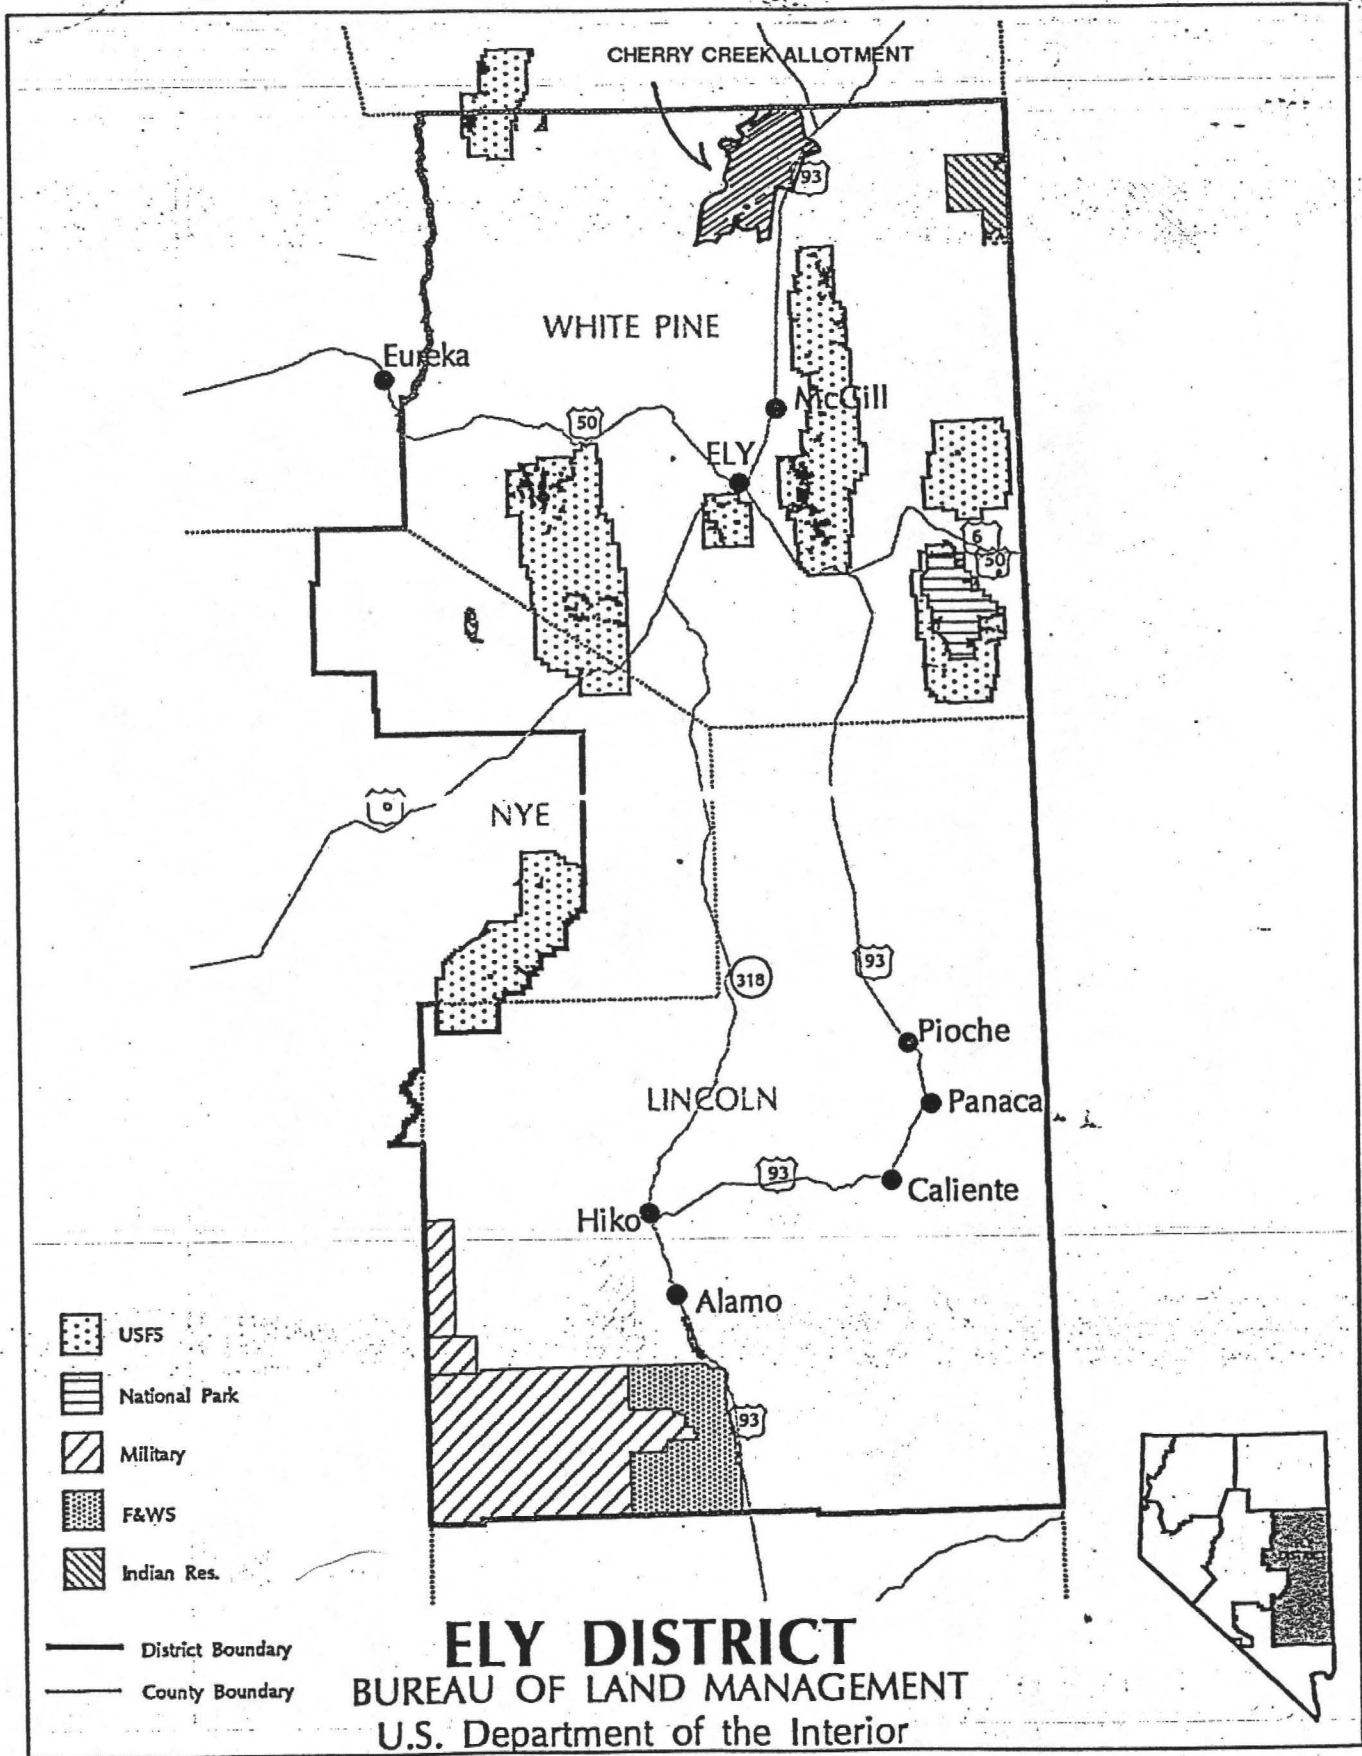 CHERRY CREEK ALLOTMENT
93
WHITE PINE
Eureka
McGill
50
ELY
6
50
NYE
318
93
Pioche
LINCOLN
Panaca
93
Caliente
Hiko
Alamo
93
USFS
National Park
Military
F&WS
Indian Res.
District Boundary
County Boundary
ELY DISTRICT
BUREAU OF LAND MANAGEMENT
U.S. Department of the Interior